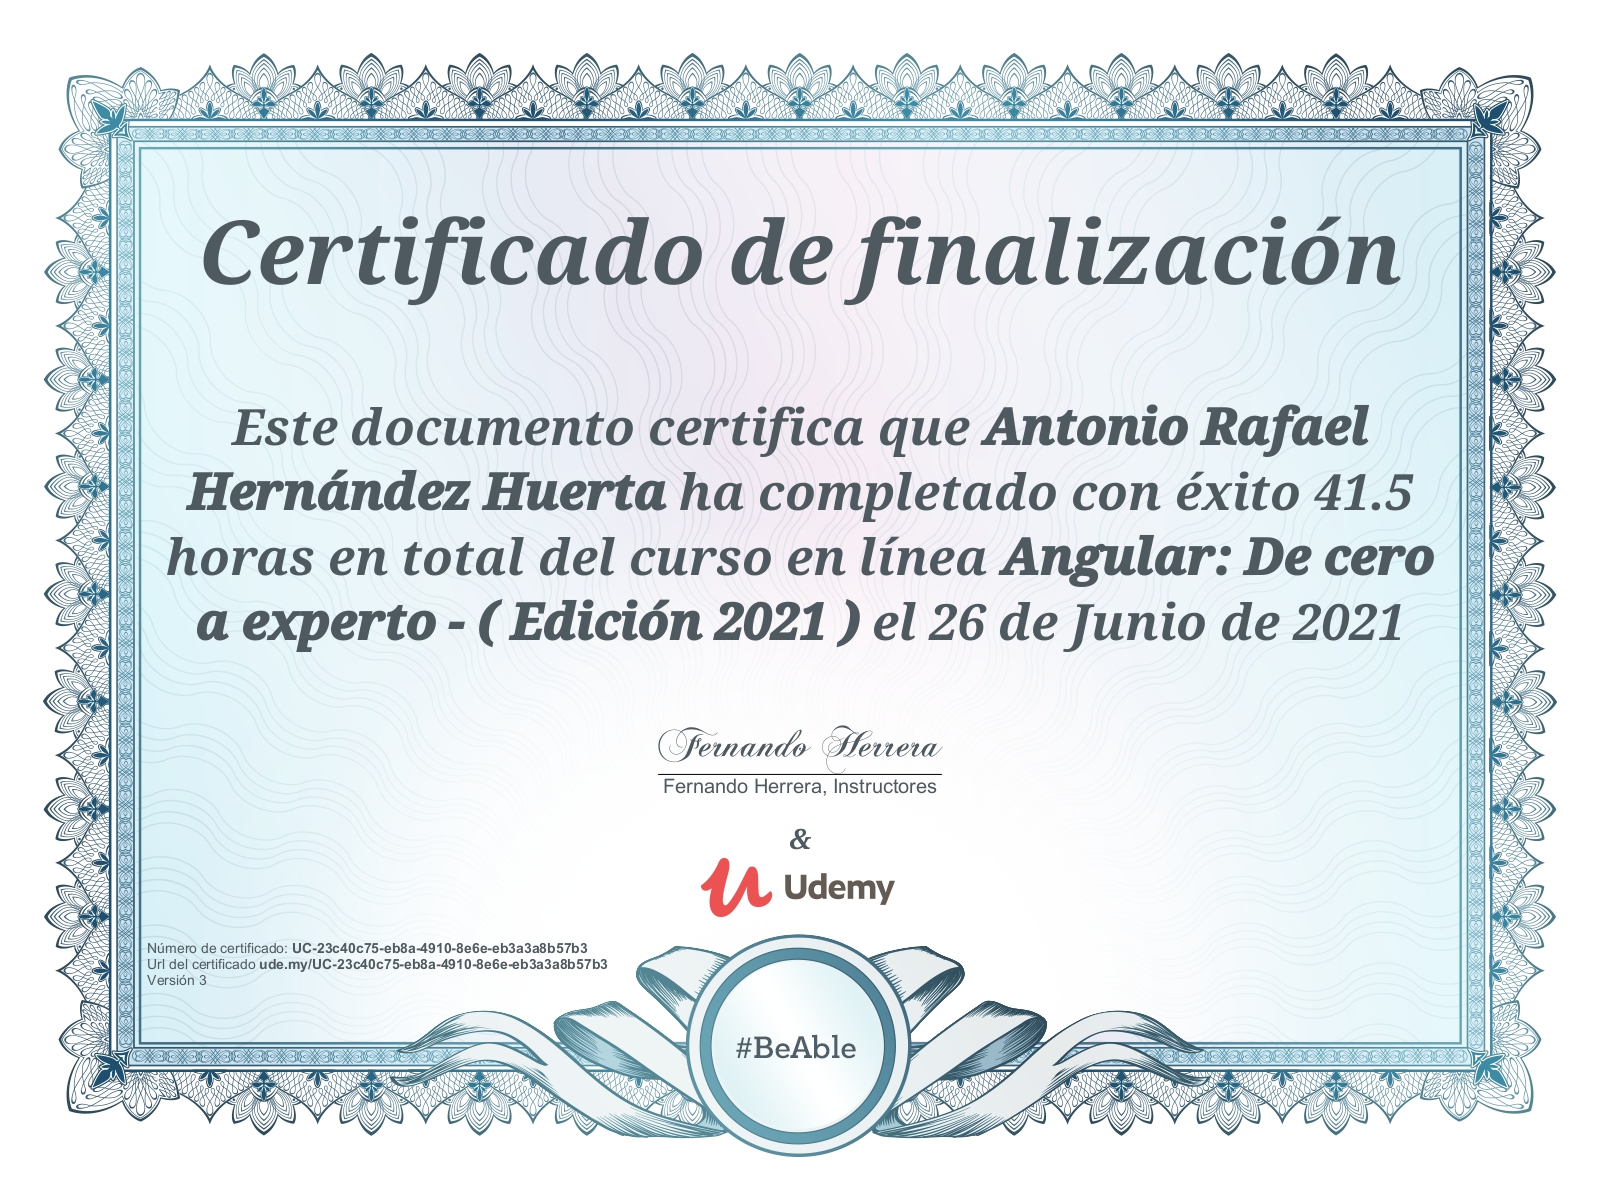 Certificado de finalización
Este documento certifica que Antonio Rafael
Hernández Huerta ha completado con éxito 41.5
horas en total del curso en línea Angular: De cero
a experto - ( Edición 2021 ) el 26 de Junio de 2021
Fernando Herrera
Fernando Herrera, Instructores
&
Udemy
Número de certificado: UC-23c40c75-eb8a-4910-8e6e-eb3a3a8b57b3
Url del certificado ude.my/UC-23c40c75-eb8a-4910-8e6e-eb3a3a8b57b3
Versión 3
#BeAble